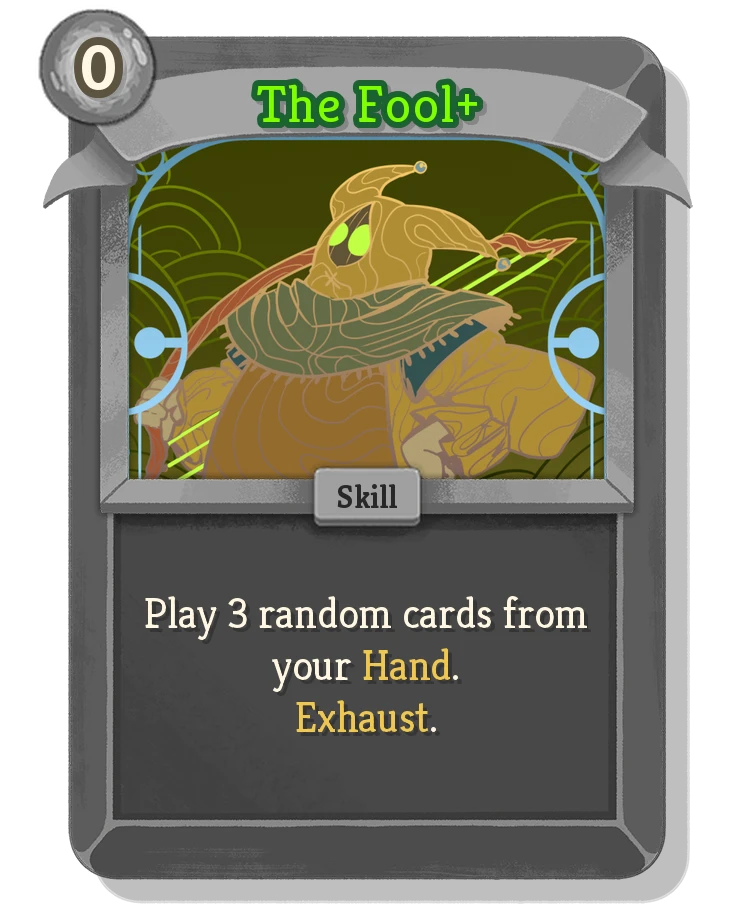 0
The Fool+
Skill
Play 3 random cards from
your Hand.
Exhaust.